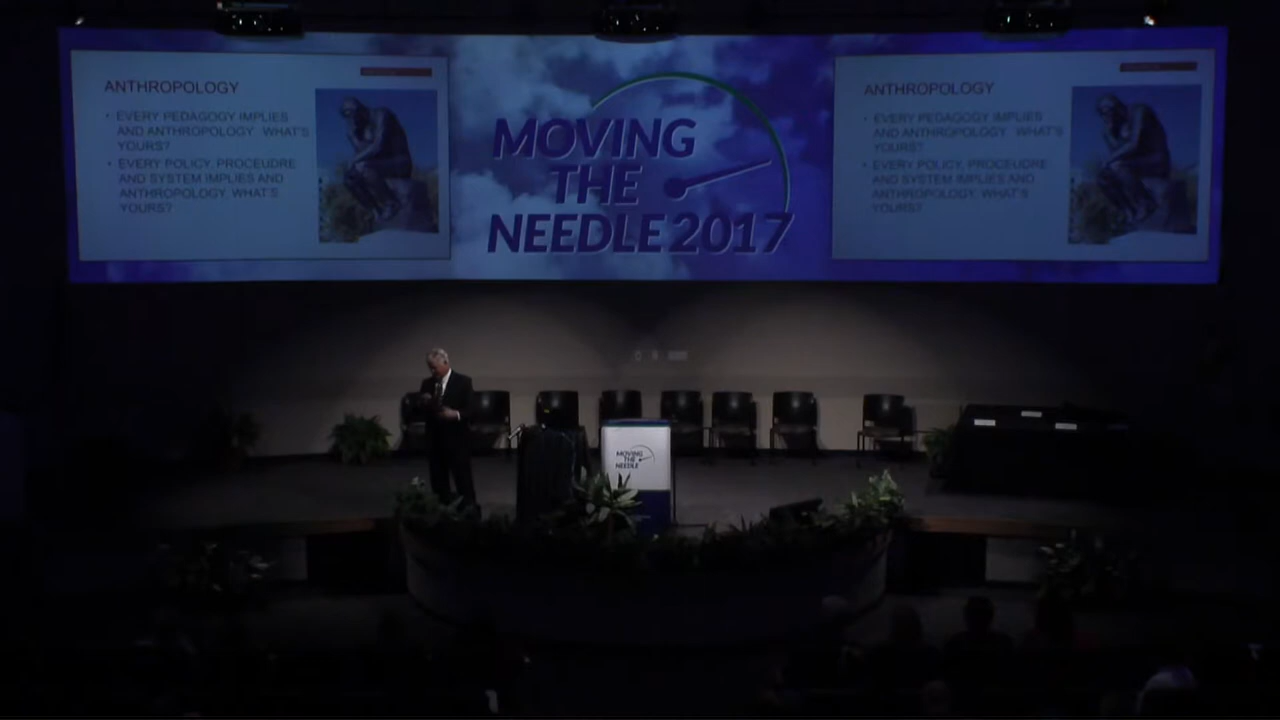 ANTHROPOLOGY
• EVERY PEDAGOGY IMPLIES
AND ANTHROPOLOGY. WHAT'S
YOURS?
• EVERY POLICY, PROCEUDRE
AND SYSTEM IMPLIES AND
ANTHROPOLOGY. WHAT'S
YOURS?
MOVING
THE
NEEDLE 2017
ANTHROPOLOGY
• EVERY PEDAGOGY IMPLIES
AND ANTHROPOLOGY. WHAT'S
YOURS?
• EVERY POLICY, PROCEUDRE
AND SYSTEM IMPLIES AND
ANTHROPOLOGY. WHAT'S
YOURS?
MOVING
THE
NEEDLE